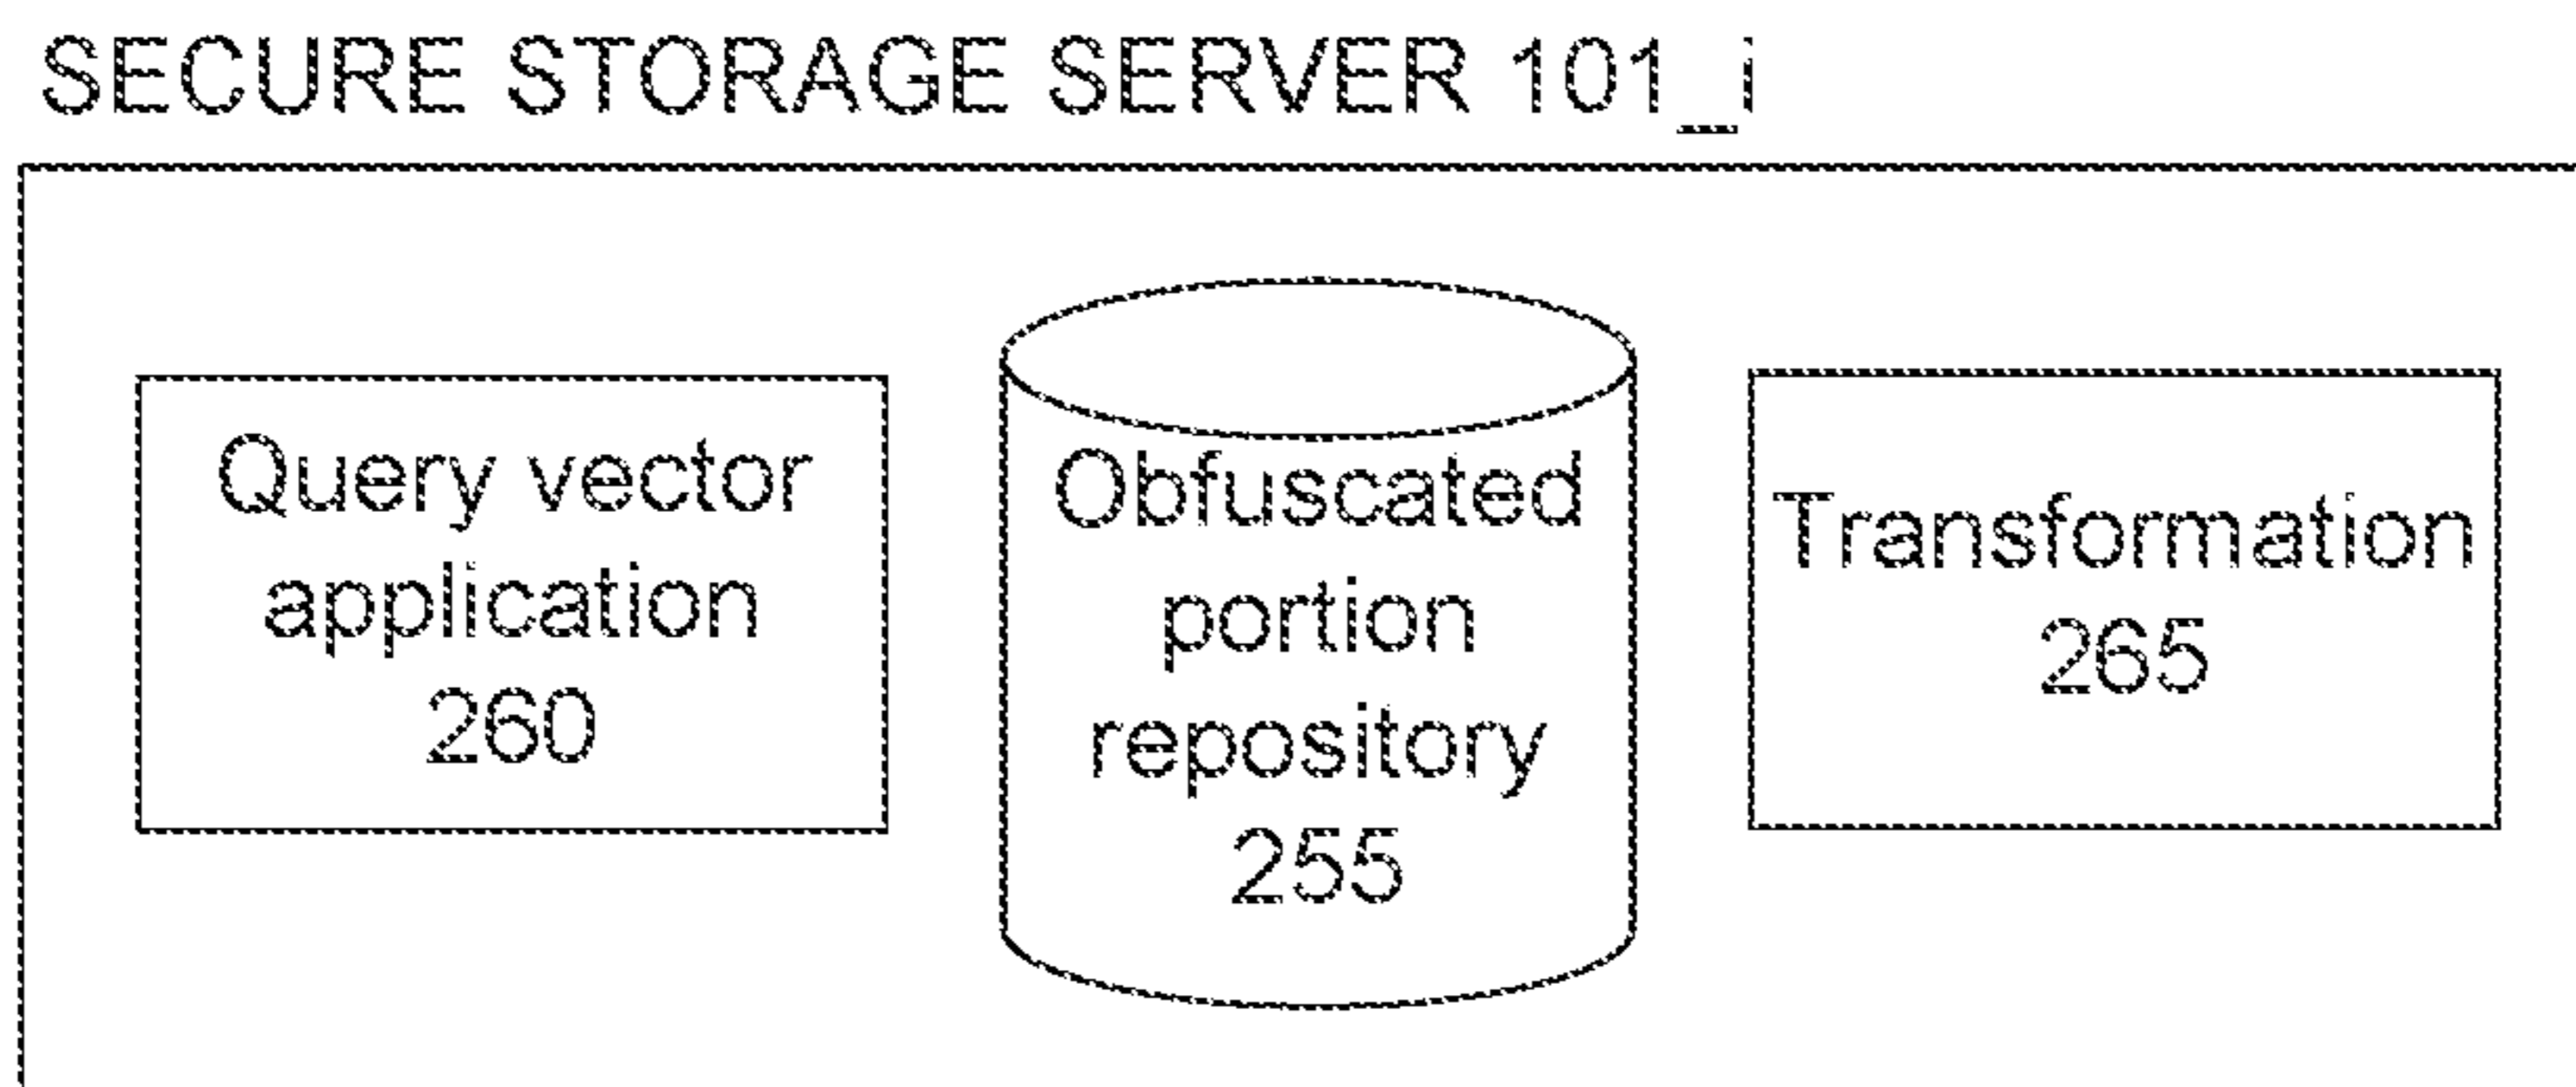 SECURE STORAGE SERVER 101_i
Query vector
application
260
Obfuscated
portion
repository
255
Transformation
265